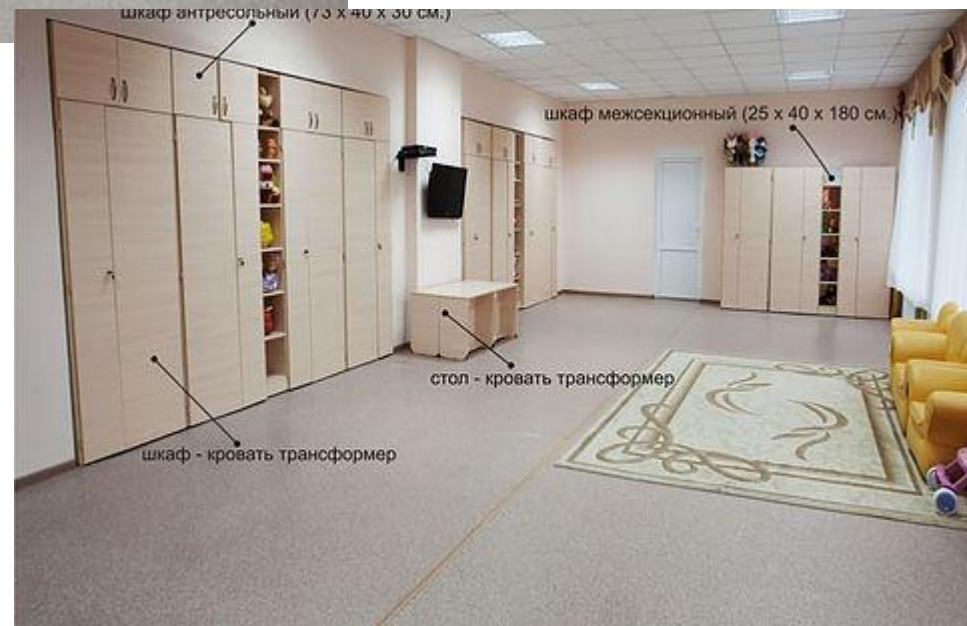 шкаф антресольный (73 х 40 х 30 см.)
шкаф межсекционный (25 х 40 х 180 см.)
стол - кровать трансформер
шкаф - кровать трансформер